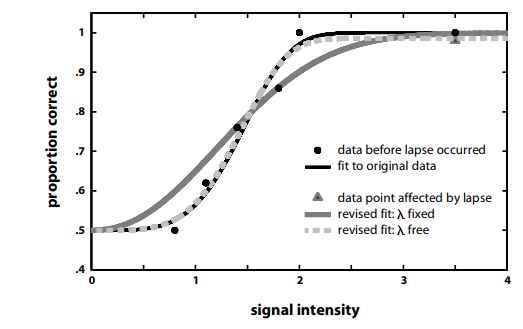 proportion correct
1
.9
.8
.7
.6
.5
.4
data before lapse occurred
fit to original data
data point affected by lapse
revised fit: λ fixed
revised fit: λ free
0
1
2
3
4
signal intensity